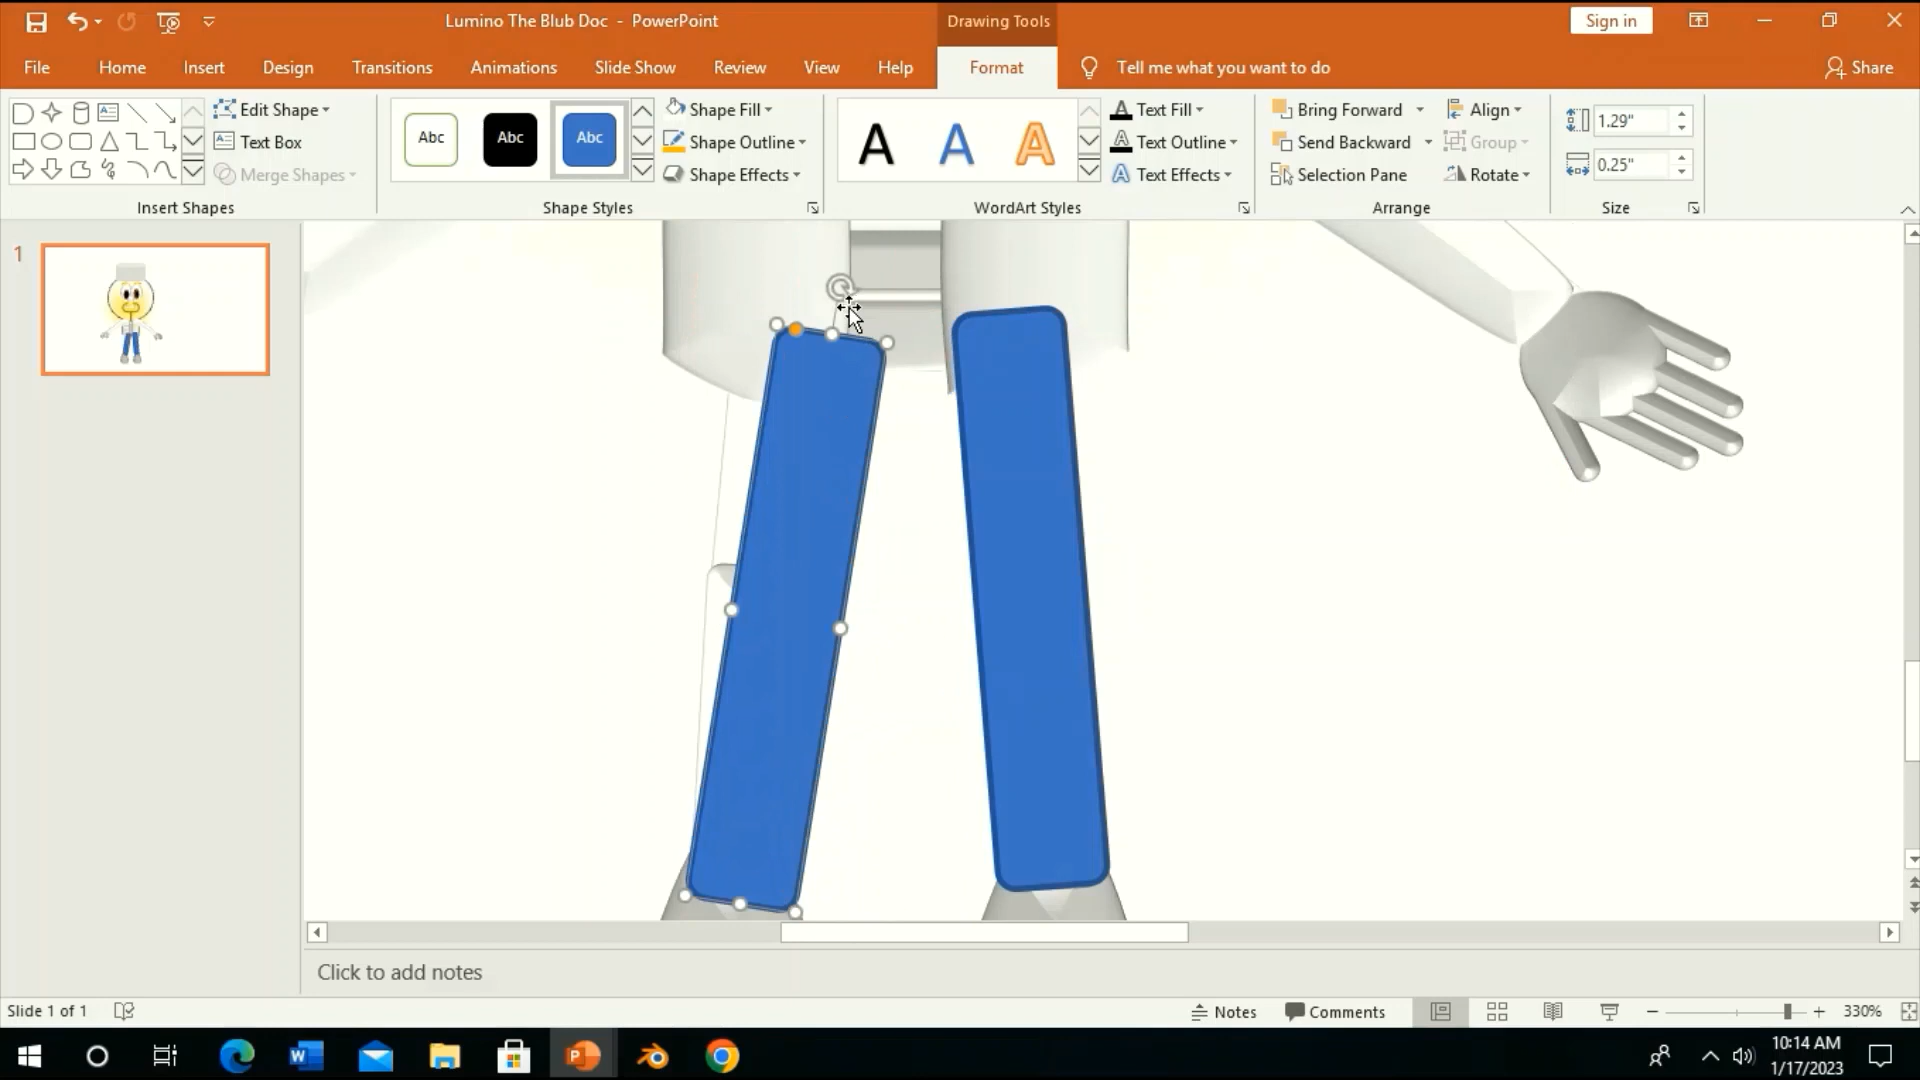 Lumino The Blub Doc - PowerPoint
Drawing Tools
Sign in
File
Home
Insert
Design
Transitions
Animations
Slide Show
Review
View
Help
Format
Tell me what you want to do
Share
Edit Shape
Text Box
Merge Shapes
Insert Shapes
Abc
Abc
Abc
Shape Fill
Shape Outline
Shape Effects
Shape Styles
A
A
A
Text Fill
Text Outline
Text Effects
WordArt Styles
Bring Forward
Send Backward
Selection Pane
Align
Group
Rotate
Arrange
1.29"
0.25"
Size
1
Click to add notes
Slide 1 of 1
Notes
Comments
330%
10:14 AM
1/17/2023